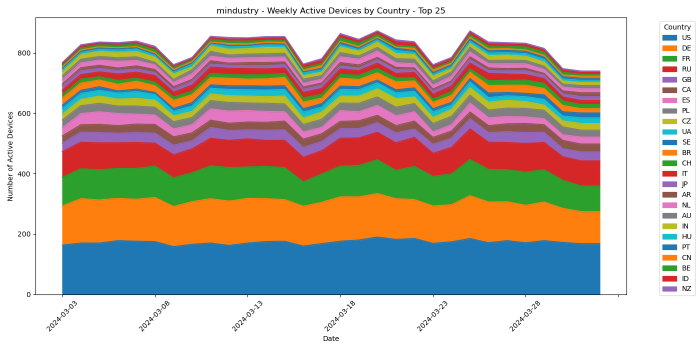 mindustry - Weekly Active Devices by Country - Top 25
Number of Active Devices
800
600
400
200
0
2024-03-03
2024-03-08
2024-03-13
2024-03-18
2024-03-23
2024-03-28
Date
Country
US
DE
FR
RU
GB
CA
ES
PL
CZ
UA
SE
BR
CH
IT
JP
AR
NL
AU
IN
HU
PT
CN
BE
ID
NZ